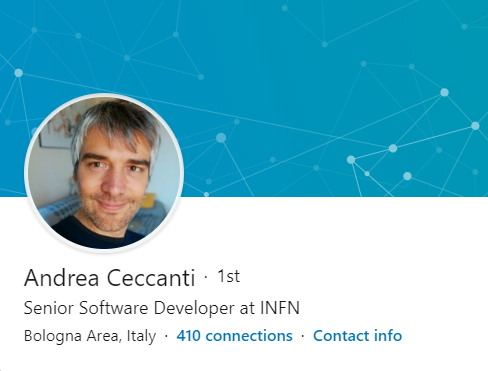 Andrea Ceccanti · 1st
Senior Software Developer at INFN
Bologna Area, Italy · 410 connections · Contact info